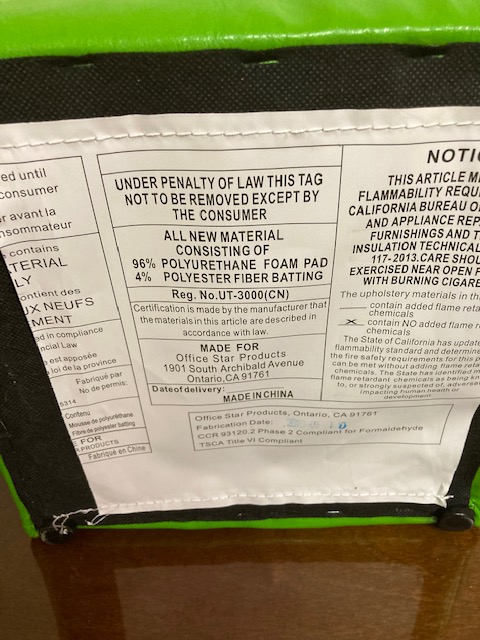 ed until
consumer
er avant la
nsommateur
contains
TERIAL
LY
ontient des
UX NEUFS
MENT
ed in compliance
ncial Law
est apposée
loi de la province
Fabriqué par
No de permis:
5314
Contenu
Mousse de polyuréthane
Fibre de polyester batting
FOR
PRODUCTS
Fabriqué en Chine
UNDER PENALTY OF LAW THIS TAG
NOT TO BE REMOVED EXCEPT BY
THE CONSUMER
ALL NEW MATERIAL
CONSISTING OF
96% POLYURETHANE FOAM PAD
4% POLYESTER FIBER BATTING
Reg. No.UT-3000(CN)
Certification is made by the manufacturer that
the materials in this article are described in
accordance with law.
MADE FOR
Office Star Products
1901 South Archibald Avenue
Ontario,CA 91761
Date of delivery:
MADE IN CHINA
Office Star Products, Ontario, CA 91761
Fabrication Date:
CCR 93120.2 Phase 2 Compliant for Formaldehyde
TSCA Title VI Compliant
NOTIC
THIS ARTICLE M
FLAMMABILITY REQU
CALIFORNIA BUREAU O
AND APPLIANCE REP
FURNISHINGS AND T
INSULATION TECHNICAL
117-2013.CARE SHOU
EXERCISED NEAR OPEN F
WITH BURNING CIGARE
The upholstery materials in th
contain added flame reta
chemicals
X contain NO added flame r
chemicals
The State of California has update
flammability standard and determine
the fire safety requirements for this p
can be met without adding flame reta
chemicals. The State has identified m
flame retardant chemicals as being kn
to, or strongly suspected of, adverse
impacting human health or
development